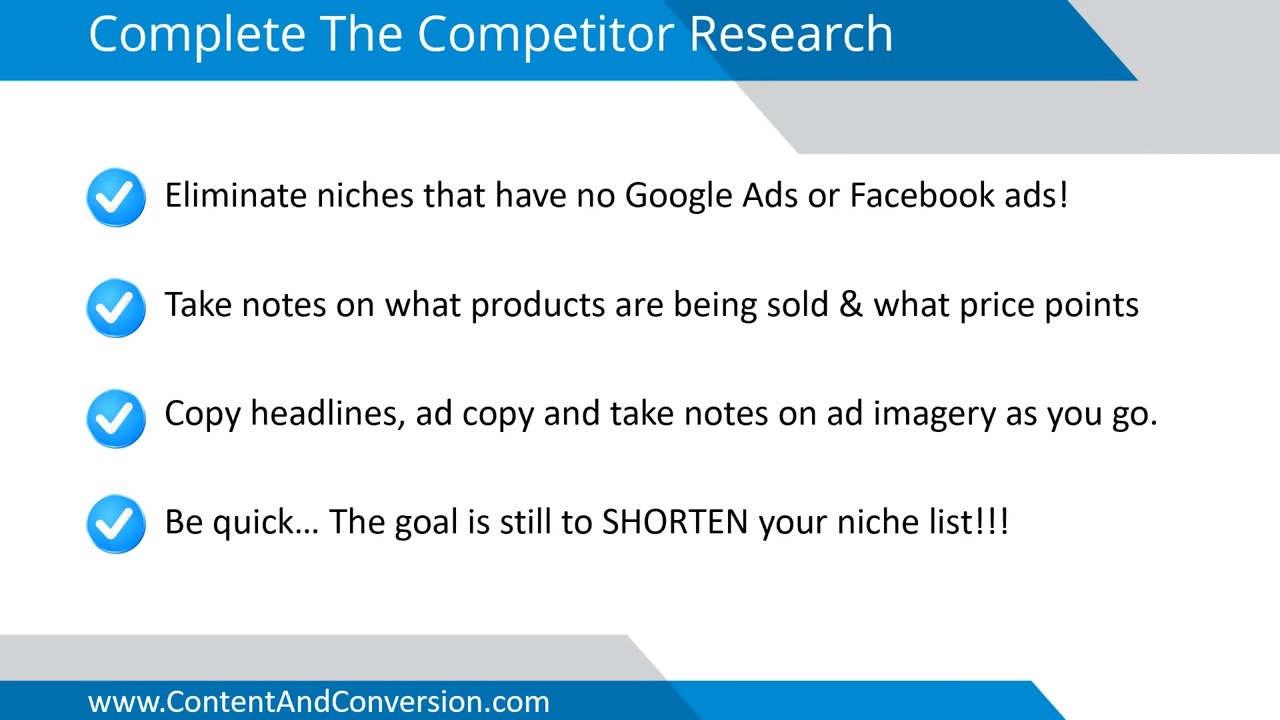 Complete The Competitor Research
Eliminate niches that have no Google Ads or Facebook ads!
Take notes on what products are being sold & what price points
Copy headlines, ad copy and take notes on ad imagery as you go.
Be quick... The goal is still to SHORTEN your niche list!!!
www.ContentAndConversion.com